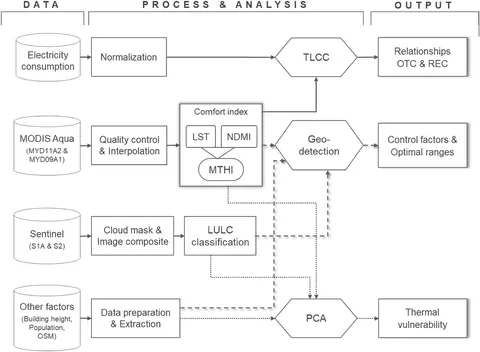 DATA
PROCESS & ANALYSIS
OUTPUT
Electricity
consumption
Normalization
TLCC
Relationships
OTC & REC
Comfort index
LST
NDMI
MTHI
MODIS Aqua
(MYD11A2 &
MYD09A1)
Quality control
& Interpolation
Geo-
detection
Control factors &
Optimal ranges
Sentinel
(S1A & S2)
Cloud mask &
Image composite
LULC
classification
Other factors
(Building height,
Population,
OSM)
Data preparation
& Extraction
PCA
Thermal
vulnerability